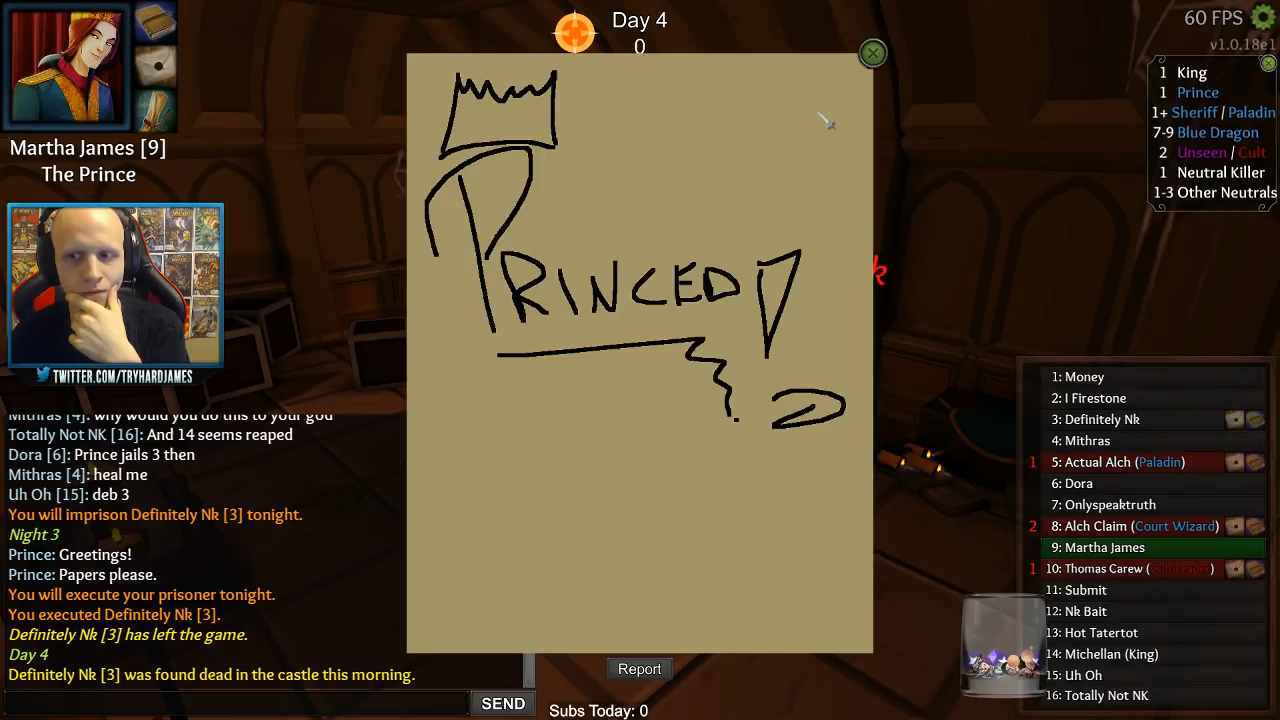 Day 4
0
60 FPS
v1.0.18e1
1 King
1 Prince
1+ Sheriff / Paladin
7-9 Blue Dragon
2 Unseen / Cult
1 Neutral Killer
1-3 Other Neutrals
Martha James [9]
The Prince
PRINCED!
k
TWITTER.COM/TRYHARDJAMES
Mithras [4]: why would you do this to your god
Totally Not NK [16]: And 14 seems reaped
Dora [6]: Prince jails 3 then
Mithras [4]: heal me
Uh Oh [15]: deb 3
You will imprison Definitely Nk [3] tonight.
Night 3
Prince: Greetings!
Prince: Papers please.
You will execute your prisoner tonight.
You executed Definitely Nk [3].
Definitely Nk [3] has left the game.
Day 4
Definitely Nk [3] was found dead in the castle this morning.
SEND
Report
Subs Today: 0
1: Money
2: I Firestone
3: Definitely Nk
4: Mithras
1 5: Actual Alch (Paladin)
6: Dora
7: Onlyspeaktruth
2 8: Alch Claim (Court Wizard)
9: Martha James
1 10: Thomas Carew (Cult Leader)
11: Submit
12: Nk Bait
13: Hot Tatertot
14: Michellan (King)
15: Uh Oh
16: Totally Not NK